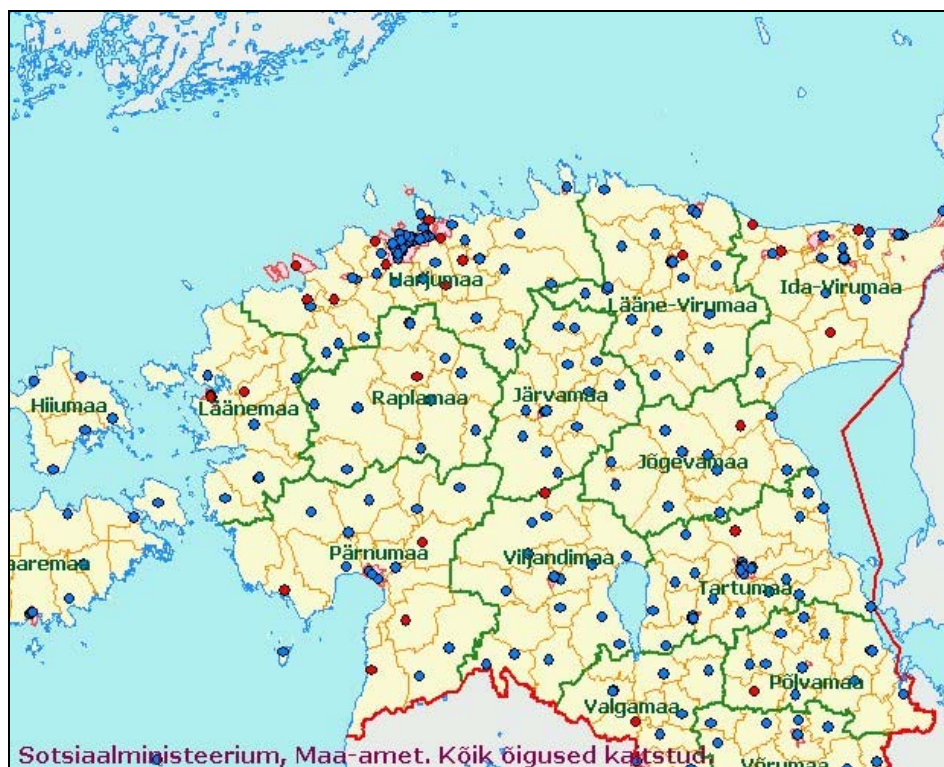 Harjumaa
Lääne-Virumaa
Ida-Virumaa
Hiiumaa
Läänemaa
Raplamaa
Järvamaa
Jõgevamaa
aaremaa
Pärnumaa
Viljandimaa
Tartumaa
Põlvamaa
Valgamaa
Võrumaa
Sotsiaalministeerium, Maa-amet. Kõik õigused kaitstud.